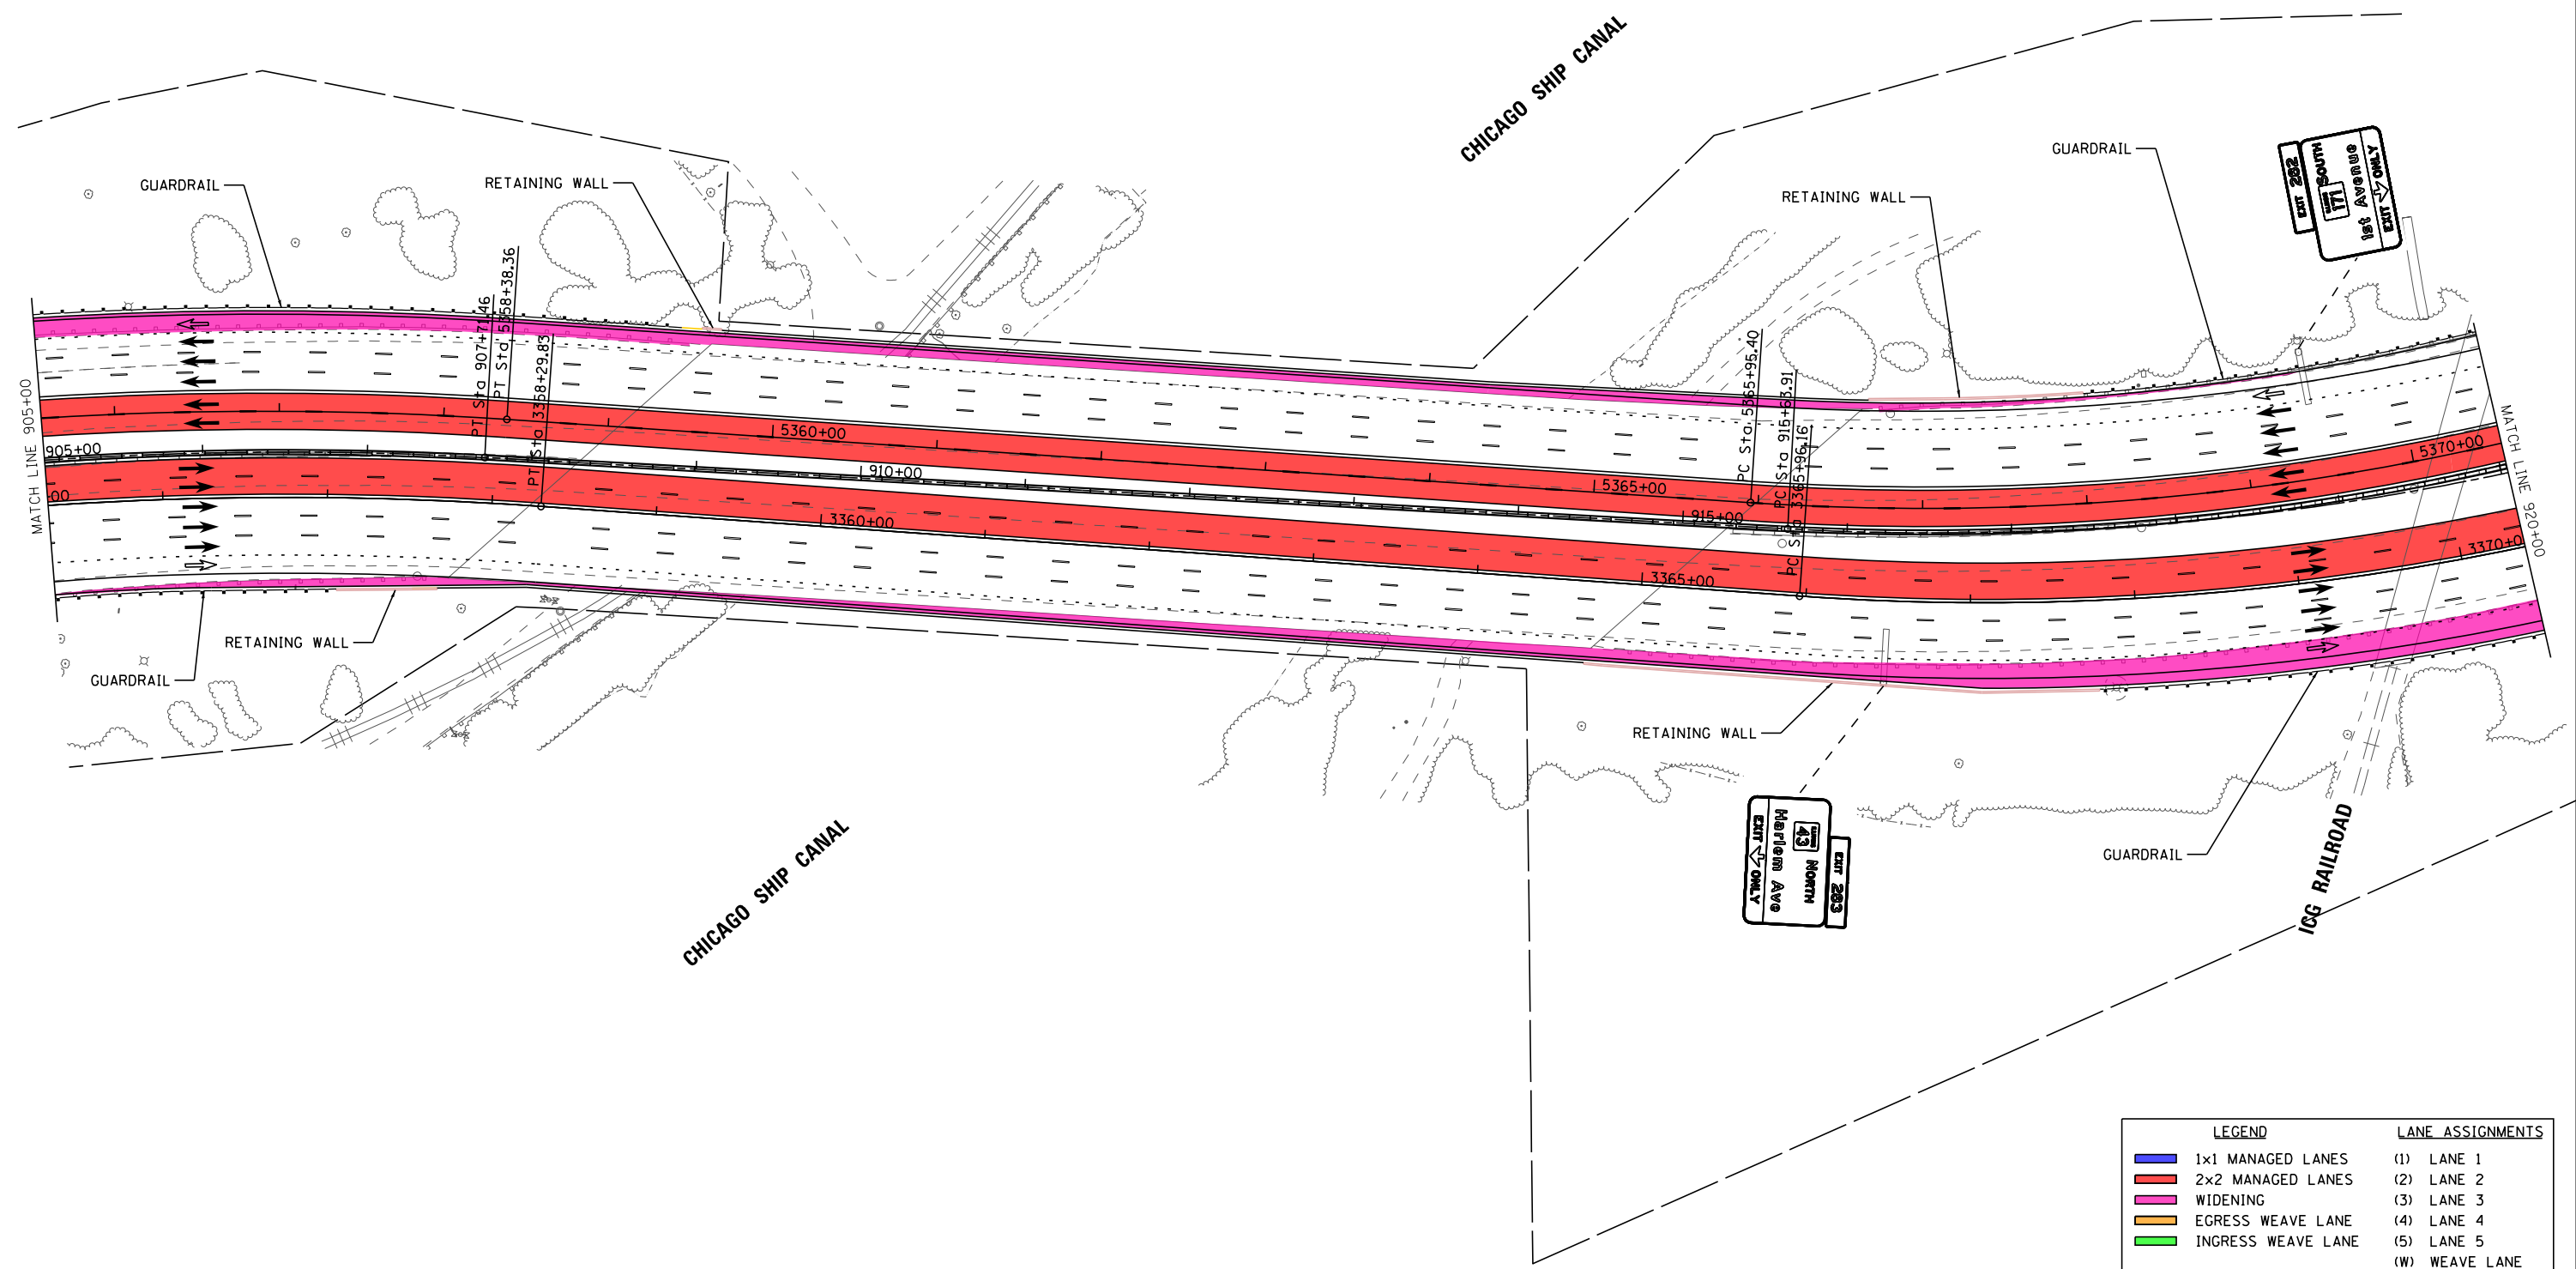 CHICAGO SHIP CANAL
GUARDRAIL
RETAINING WALL
GUARDRAIL
RETAINING WALL
EXIT 282
SOUTH
171
1st Avenue
EXIT ONLY
PT Sta 907+71.46
PT Sta 5358+38.36
PT Sta 3358+29.83
PC Sta 5365+95.40
PC Sta 915+63.91
PC Sta 3365+96.16
MATCH LINE 905+00
MATCH LINE 920+00
905+00
00
5360+00
910+00
3360+00
5365+00
915+00
3365+00
5370+00
3370+0
RETAINING WALL
GUARDRAIL
RETAINING WALL
GUARDRAIL
EXIT 283
43 NORTH
Harlem Ave
EXIT ONLY
CHICAGO SHIP CANAL
ICG RAILROAD
LEGEND
1x1 MANAGED LANES
2x2 MANAGED LANES
WIDENING
EGRESS WEAVE LANE
INGRESS WEAVE LANE
LANE ASSIGNMENTS
(1) LANE 1
(2) LANE 2
(3) LANE 3
(4) LANE 4
(5) LANE 5
(W) WEAVE LANE